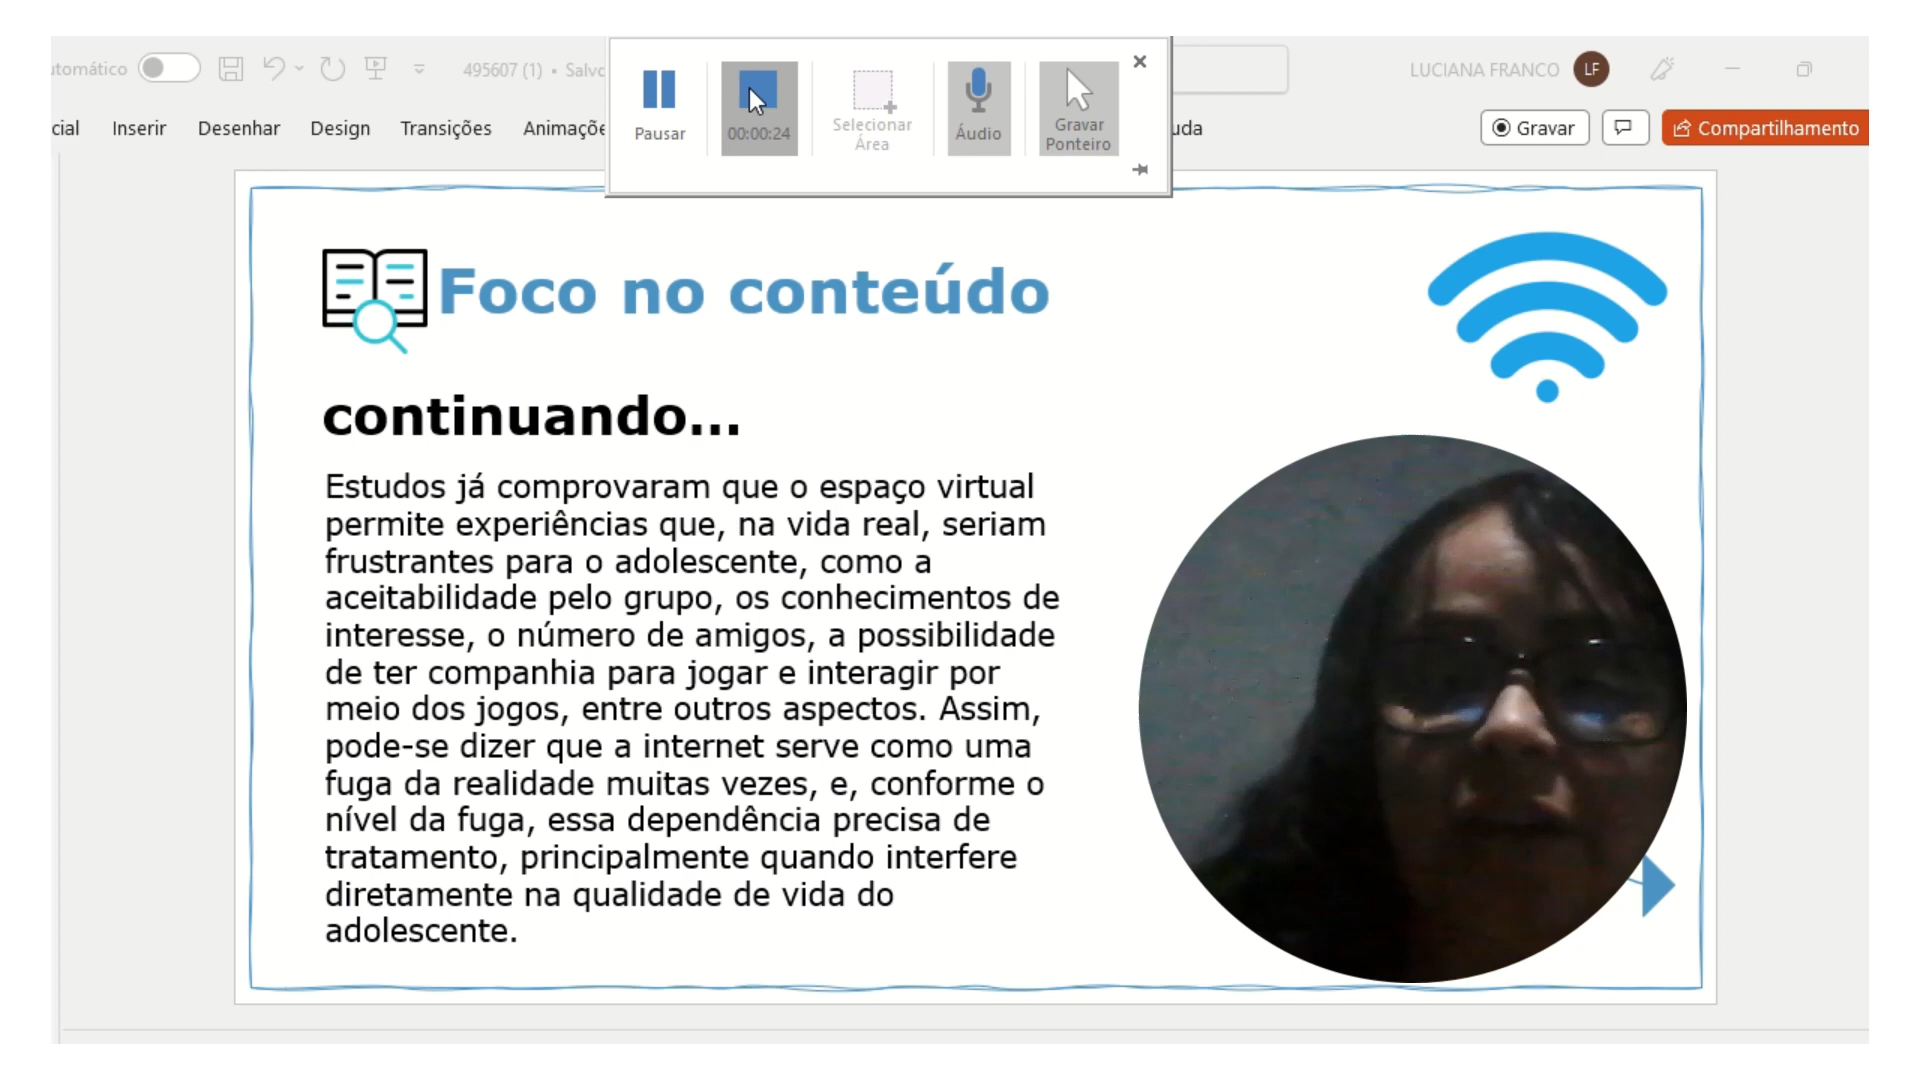 495607 (1) •
LUCIANA FRANCO
LF
Inserir
Desenhar
Design
Transições
Pausar
00:00:24
Selecionar
Área
Áudio
Gravar
Ponteiro
Gravar
Compartilhamento
Foco no conteúdo
continuando...
Estudos já comprovaram que o espaço virtual
permite experiências que, na vida real, seriam
frustrantes para o adolescente, como a
aceitabilidade pelo grupo, os conhecimentos de
interesse, o número de amigos, a possibilidade
de ter companhia para jogar e interagir por
meio dos jogos, entre outros aspectos. Assim,
pode-se dizer que a internet serve como uma
fuga da realidade muitas vezes, e, conforme o
nível da fuga, essa dependência precisa de
tratamento, principalmente quando interfere
diretamente na qualidade de vida do
adolescente.